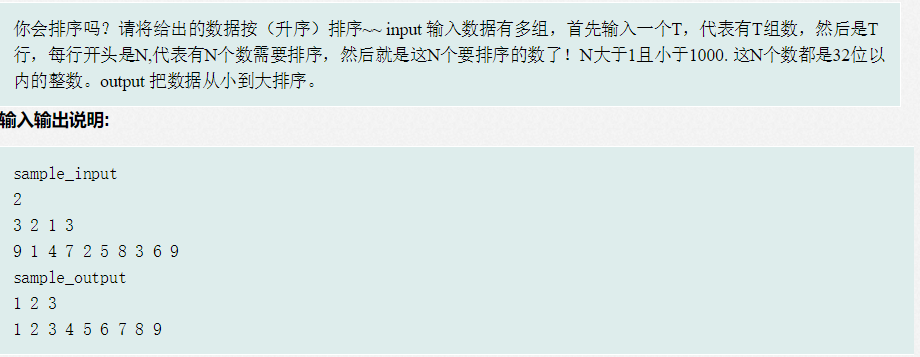 你会排序吗？请将给出的数据按（升序）排序~~ input 输入数据有多组，首先输入一个T，代表有T组数，然后是T
行，每行开头是N,代表有N个数需要排序，然后就是这N个要排序的数了！N大于1且小于1000. 这N个数都是32位以
内的整数。output 把数据从小到大排序。
输入输出说明:
sample_input
2
3 2 1 3
9 1 4 7 2 5 8 3 6 9
sample_output
1 2 3
1 2 3 4 5 6 7 8 9